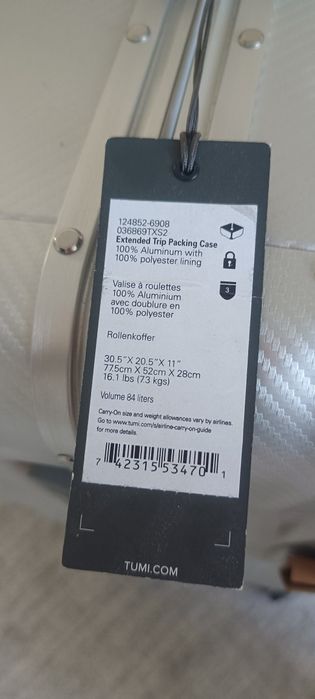 124852-6908
036869TXS2
Extended Trip Packing Case
100% Aluminum with
100% polyester lining
3
Valise à roulettes
100% Aluminium
avec doublure en
100% polyester
Rollenkoffer
30.5"X 20.5"X 11"
77.5cm X 52cm X 28cm
16.1 lbs (7.3 kgs)
Volume 84 liters
Carry-On size and weight allowances vary by airlines.
Go to www.tumi.com/s/airline-carry-on-guide
for more details.
7 42315 53470 1
TUMI.COM